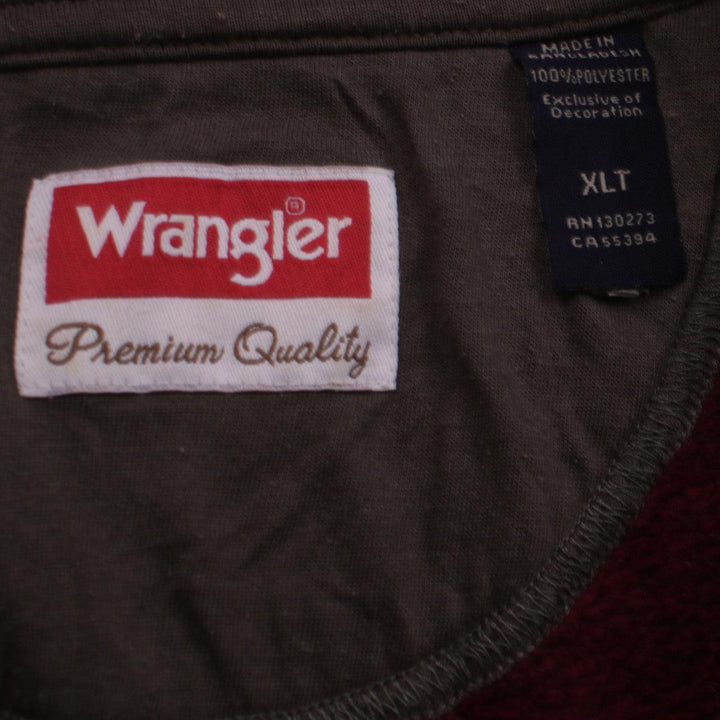 Wrangler ®
Premium Quality
MADE IN
BANGLADESH
100% POLYESTER
Exclusive of
Decoration
XLT
RN 130273
CA 55394